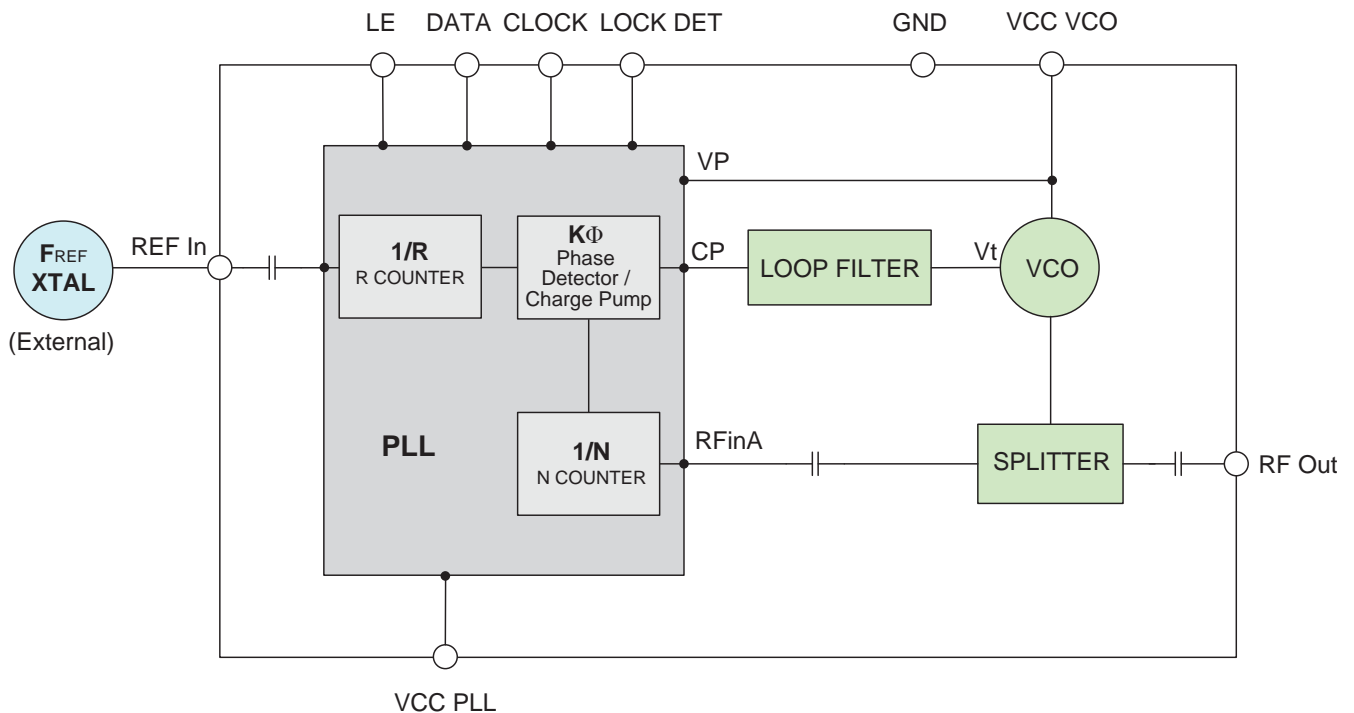 LE DATA CLOCK LOCK DET GND VCC VCO
VP
FREF
XTAL
(External)
REF In
1/R
R COUNTER
KΦ
Phase
Detector /
Charge Pump
CP
LOOP FILTER
Vt
VCO
PLL
1/N
N COUNTER
RFinA
SPLITTER
RF Out
VCC PLL